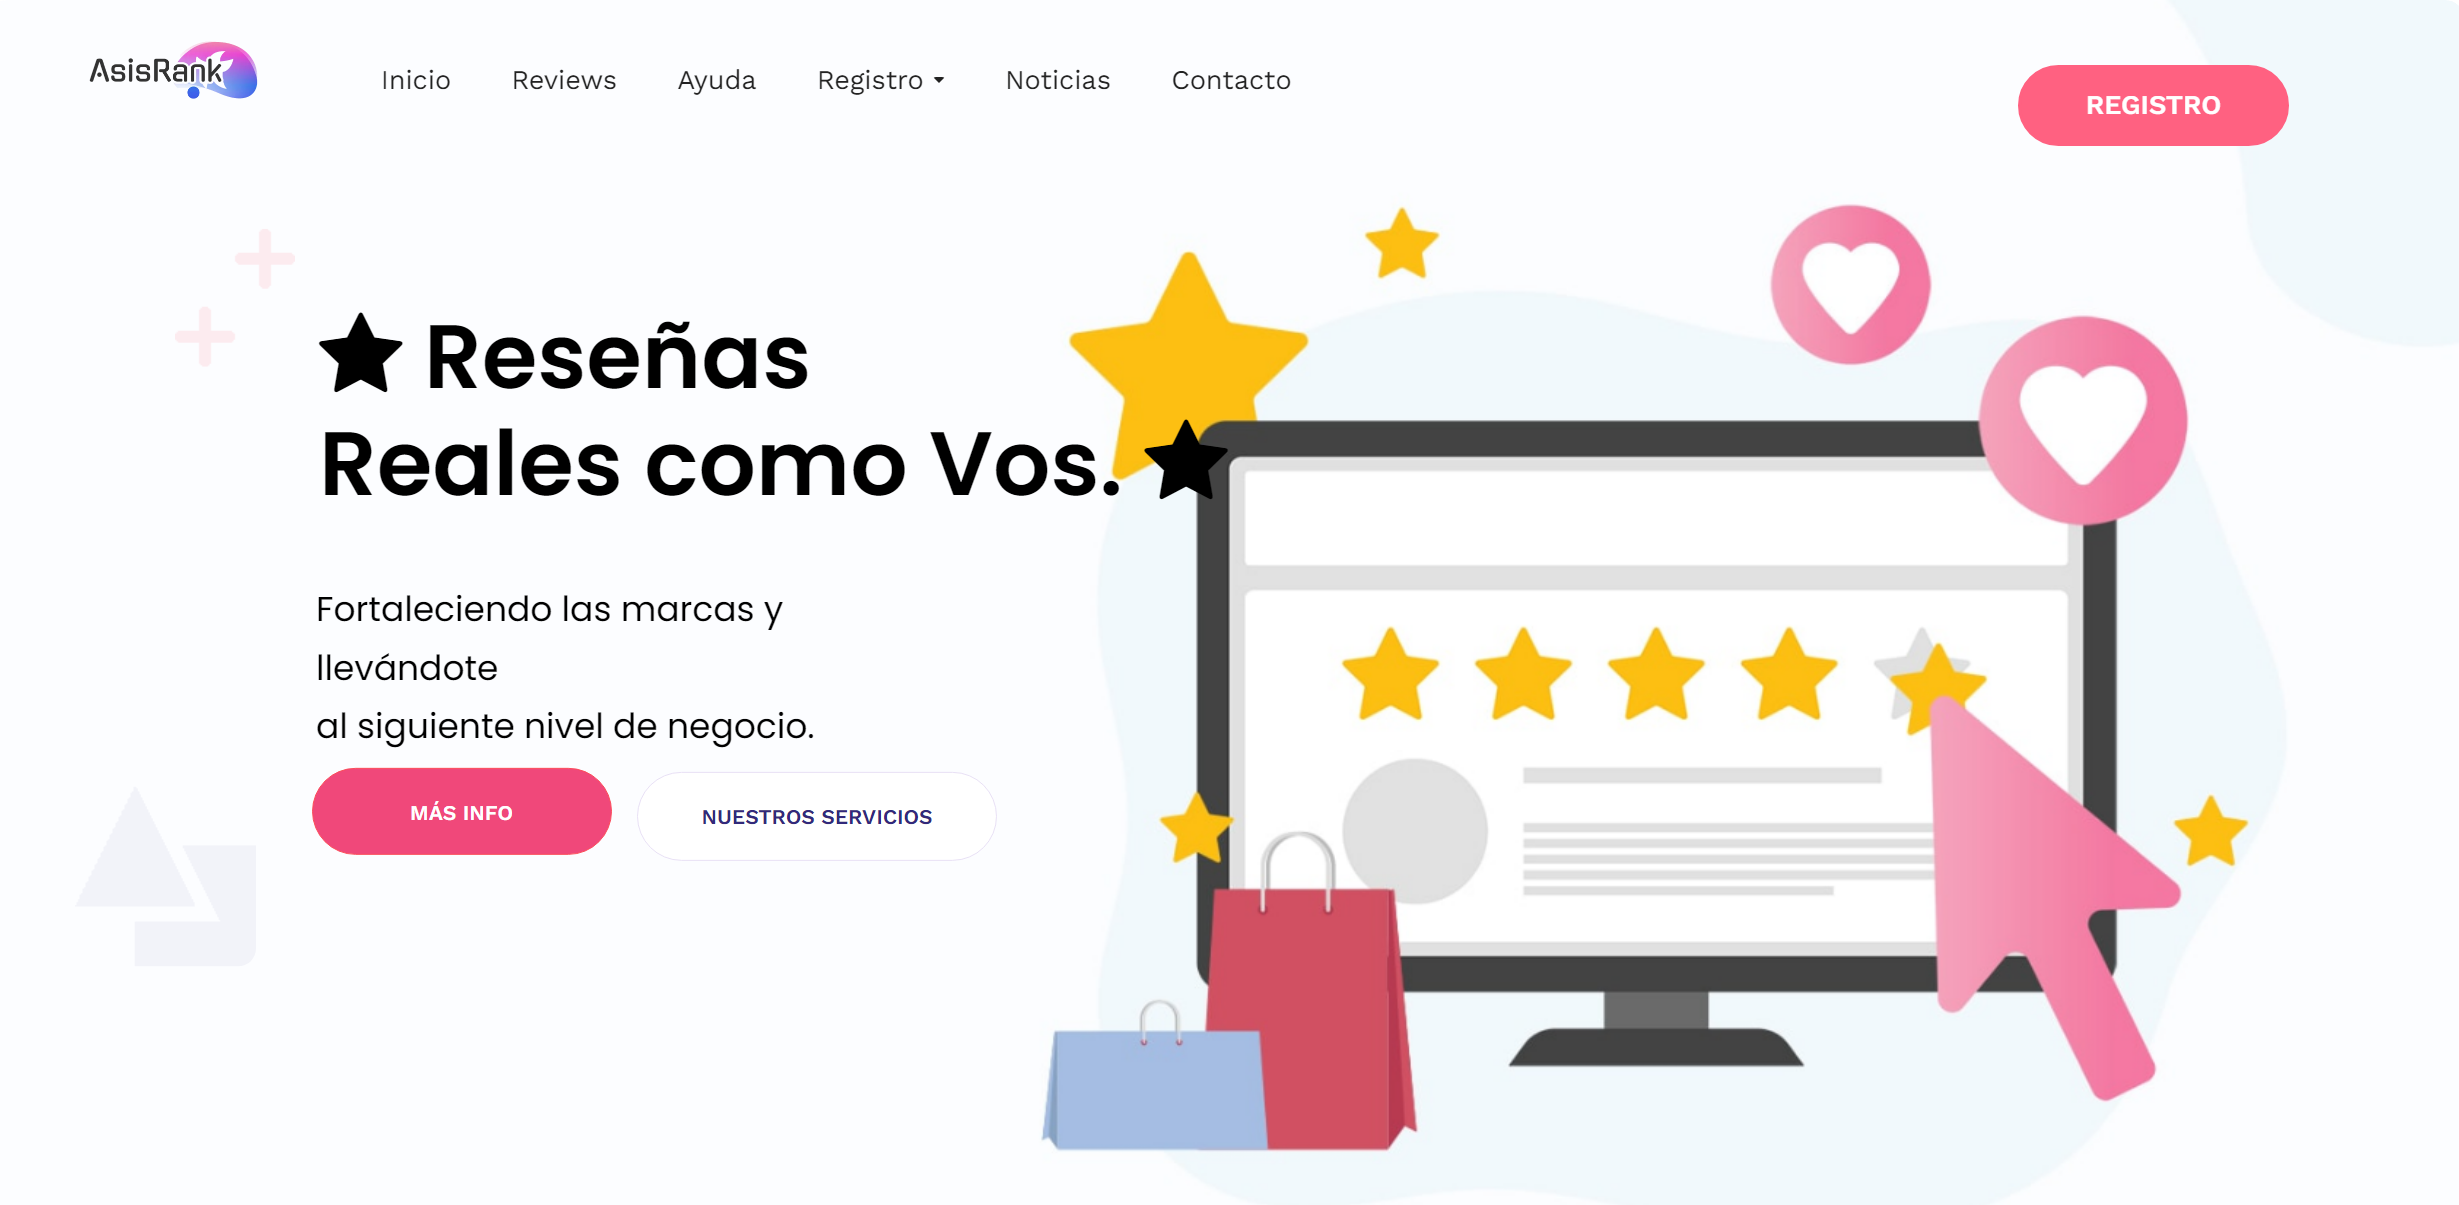 AsisRank
Inicio Reviews Ayuda Registro Noticias Contacto
REGISTRO
★ Reseñas
Reales como Vos. ★
Fortaleciendo las marcas y
llevándote
al siguiente nivel de negocio.
MÁS INFO
NUESTROS SERVICIOS